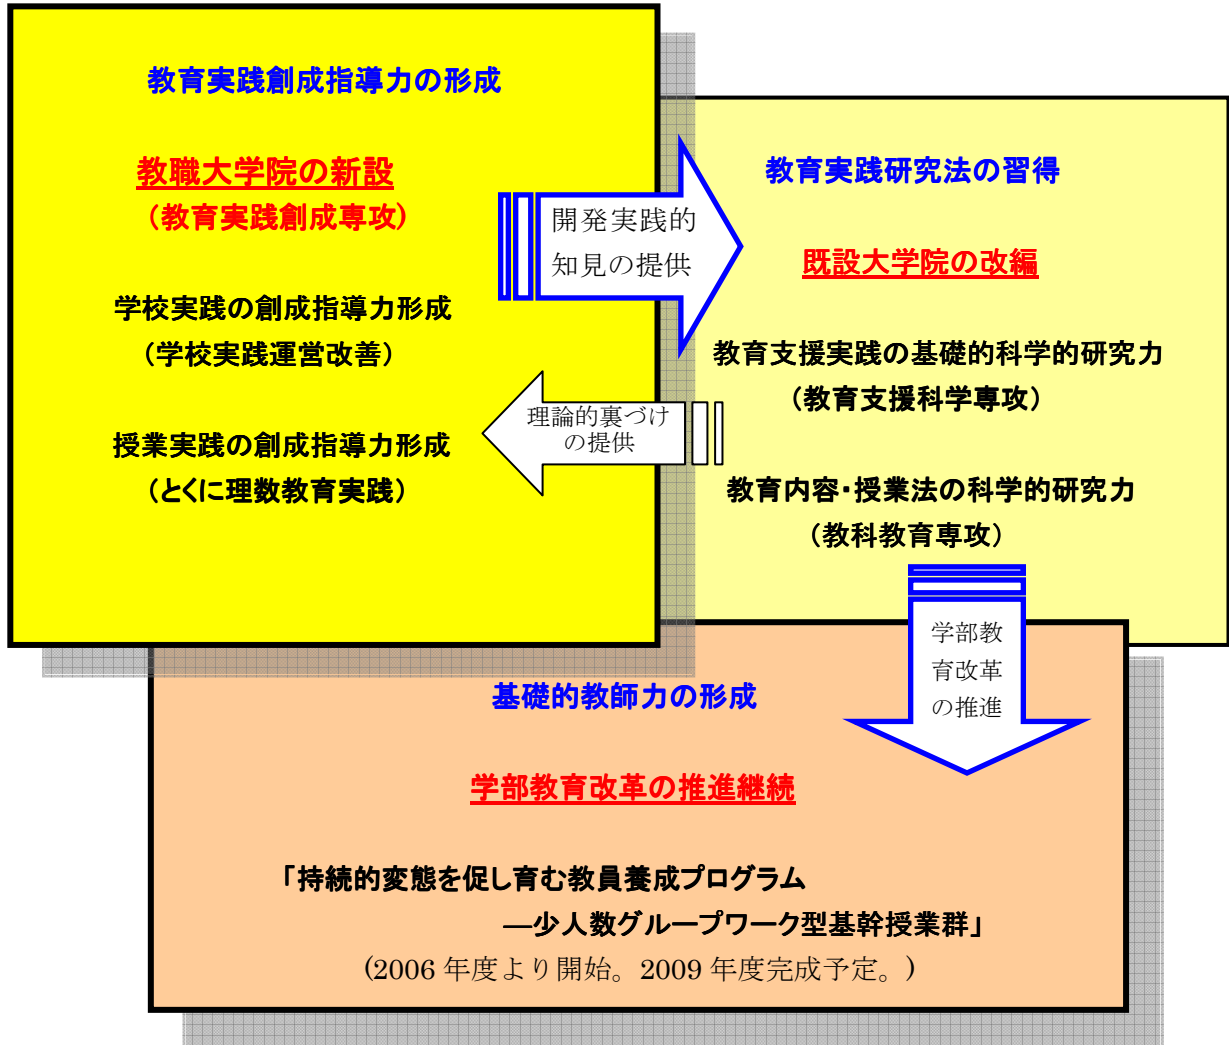 教育実践創成指導力の形成
教職大学院の新設
（教育実践創成専攻）
学校実践の創成指導力形成
（学校実践運営改善）
授業実践の創成指導力形成
（とくに理数教育実践）
開発実践的
知見の提供
理論的裏づけ
の提供
教育実践研究法の習得
既設大学院の改編
教育支援実践の基礎的科学的研究力
（教育支援科学専攻）
教育内容・授業法の科学的研究力
（教科教育専攻）
学部教
育改革
の推進
基礎的教師力の形成
学部教育改革の推進継続
「持続的変態を促し育む教員養成プログラム
―少人数グループワーク型基幹授業群」
(2006 年度より開始。2009 年度完成予定。)